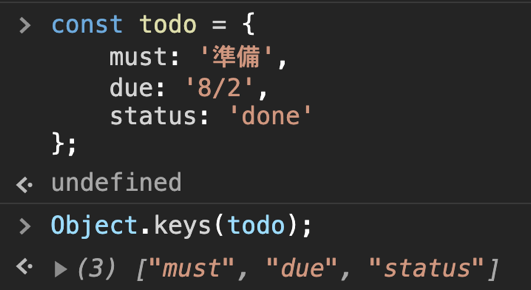 const todo = {
must: '準備',
due: '8/2',
status: 'done'
};
undefined
Object.keys(todo);
(3) ["must", "due", "status"]